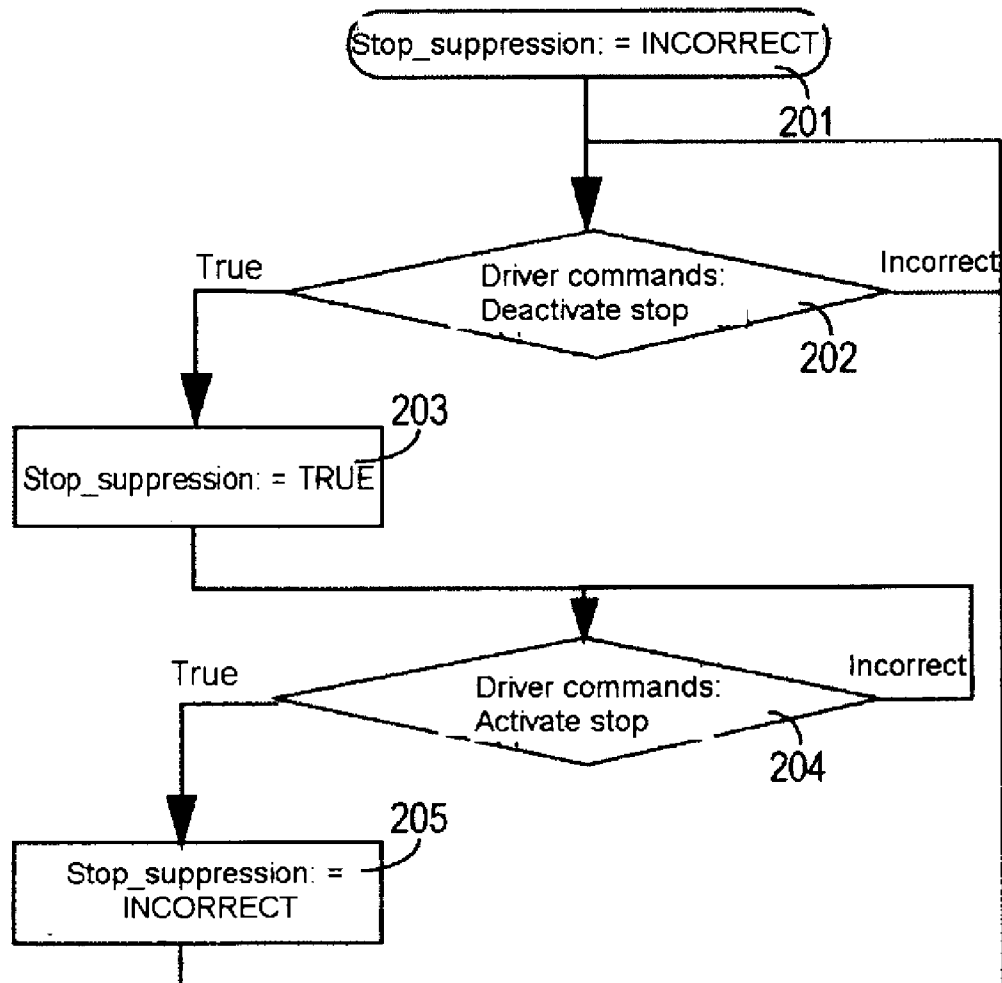 Stop_suppression: = INCORRECT
201
True
Driver commands:
Deactivate stop
Incorrect
202
203
Stop_suppression: = TRUE
True
Driver commands:
Activate stop
Incorrect
204
205
Stop_suppression: =
INCORRECT